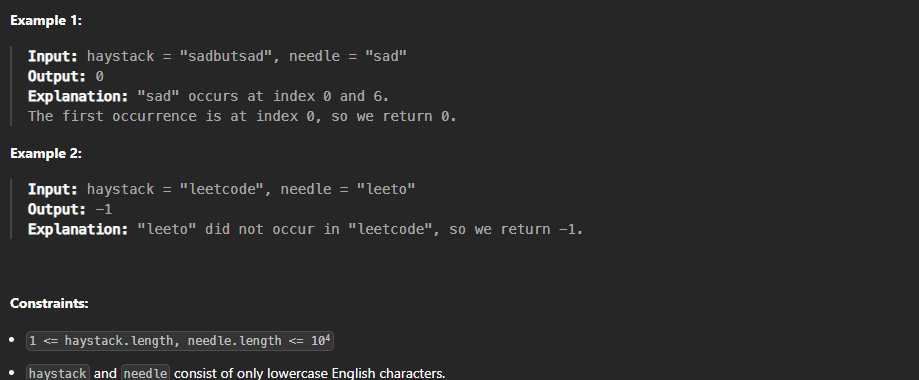 Example 1:
Input: haystack = "sadbutsad", needle = "sad"
Output: 0
Explanation: "sad" occurs at index 0 and 6.
The first occurrence is at index 0, so we return 0.
Example 2:
Input: haystack = "leetcode", needle = "leeto"
Output: -1
Explanation: "leeto" did not occur in "leetcode", so we return -1.
Constraints:
• 1 <= haystack.length, needle.length <= 10⁴
• haystack and needle consist of only lowercase English characters.